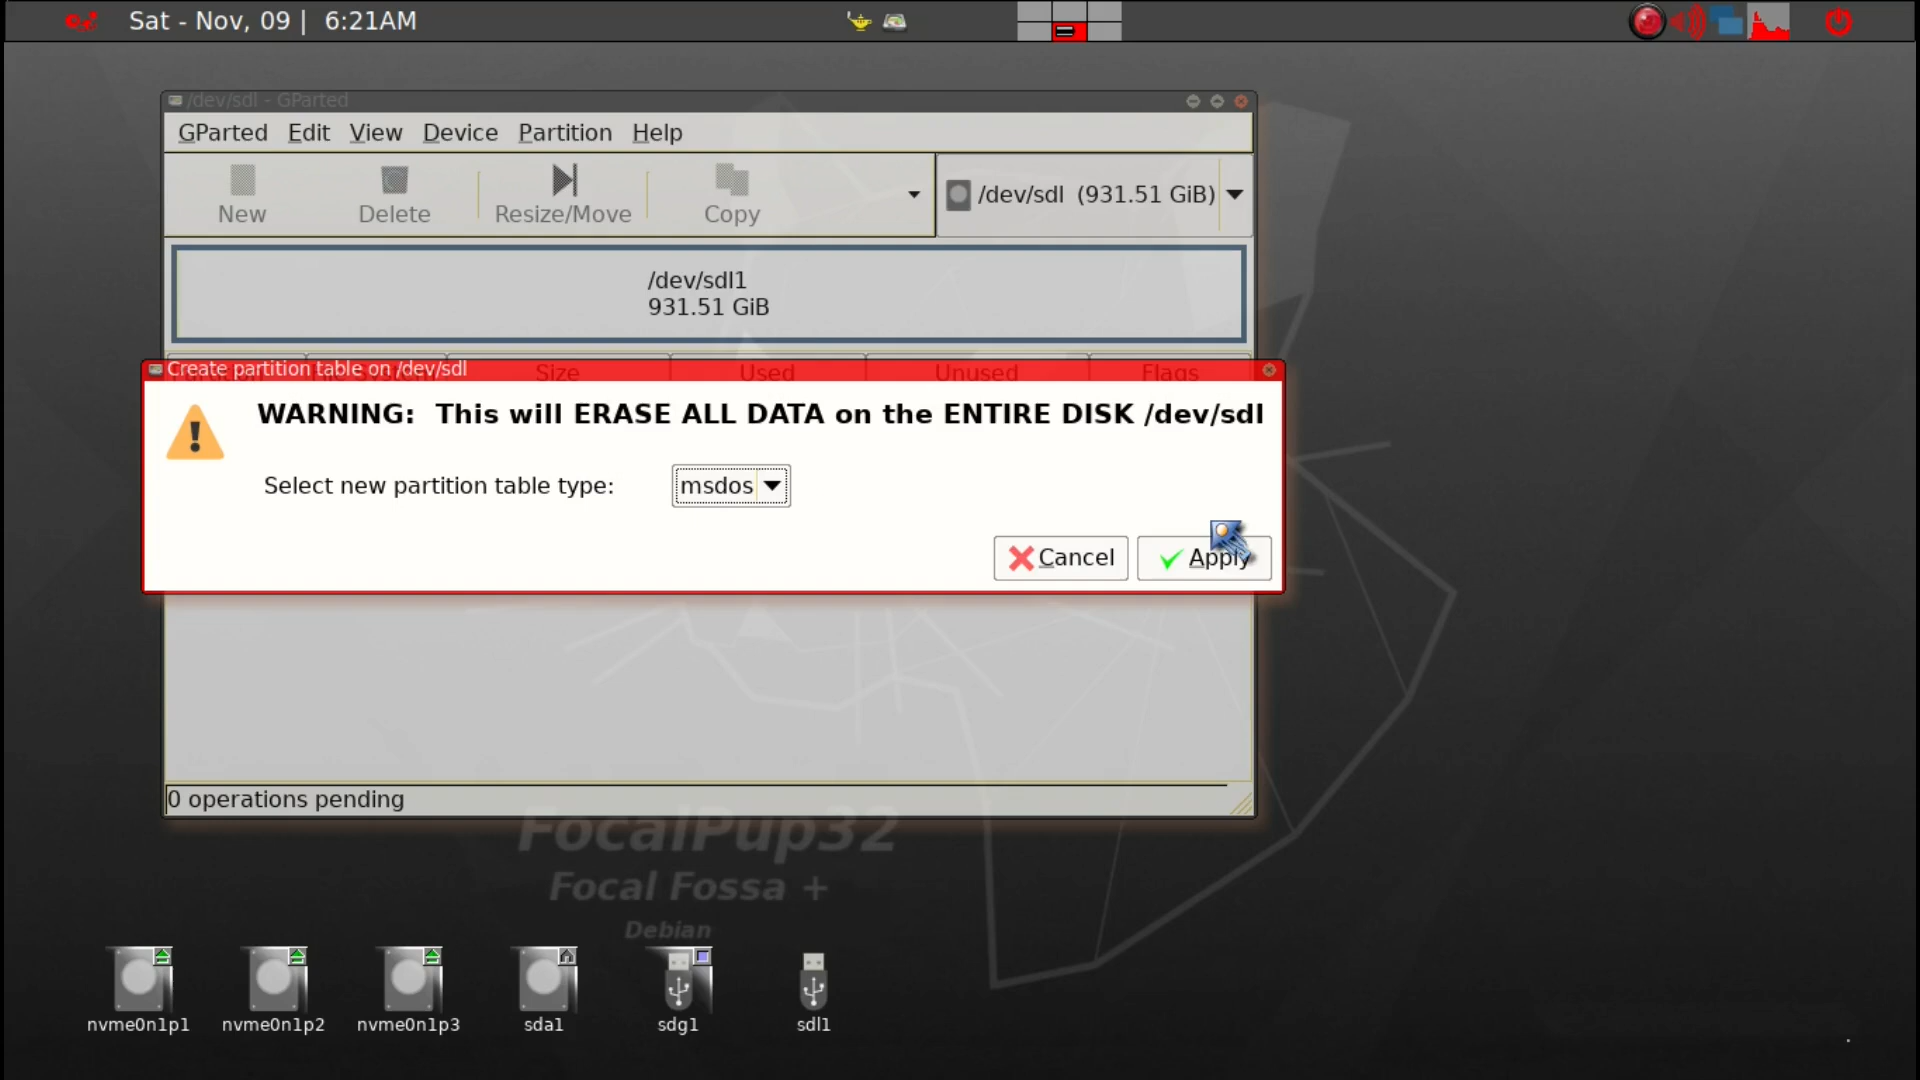 Sat - Nov, 09 | 6:21AM
/dev/sdl - GParted
GParted Edit View Device Partition Help
New Delete Resize/Move Copy
/dev/sdl (931.51 GiB)
/dev/sdl1
931.51 GiB
Create partition table on /dev/sdl
Size Used Unused Flags
WARNING: This will ERASE ALL DATA on the ENTIRE DISK /dev/sdl
Select new partition table type: msdos
Cancel Apply
0 operations pending
FocalPup32
Focal Fossa +
Debian
nvme0n1p1 nvme0n1p2 nvme0n1p3 sda1 sdg1 sdl1